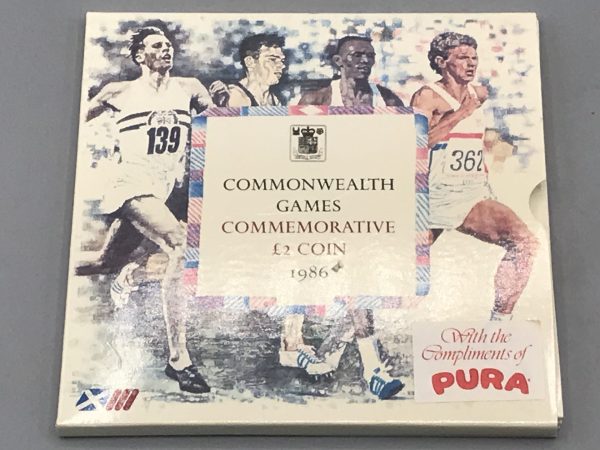 139
362
COMMONWEALTH
GAMES
COMMEMORATIVE
£2 COIN
1986
With the
Compliments of
PURA